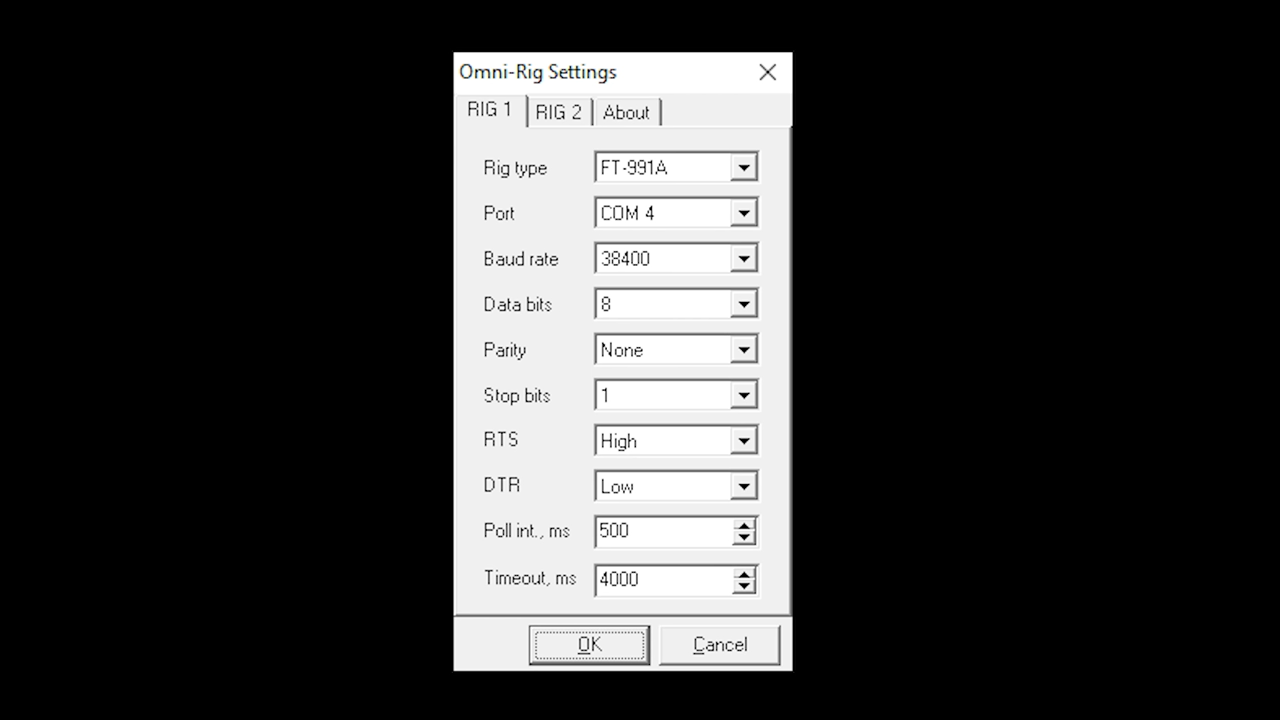 Omni-Rig Settings
RIG 1 RIG 2 About
Rig type FT-991A
Port COM 4
Baud rate 38400
Data bits 8
Parity None
Stop bits 1
RTS High
DTR Low
Poll int., ms 500
Timeout, ms 4000
OK Cancel